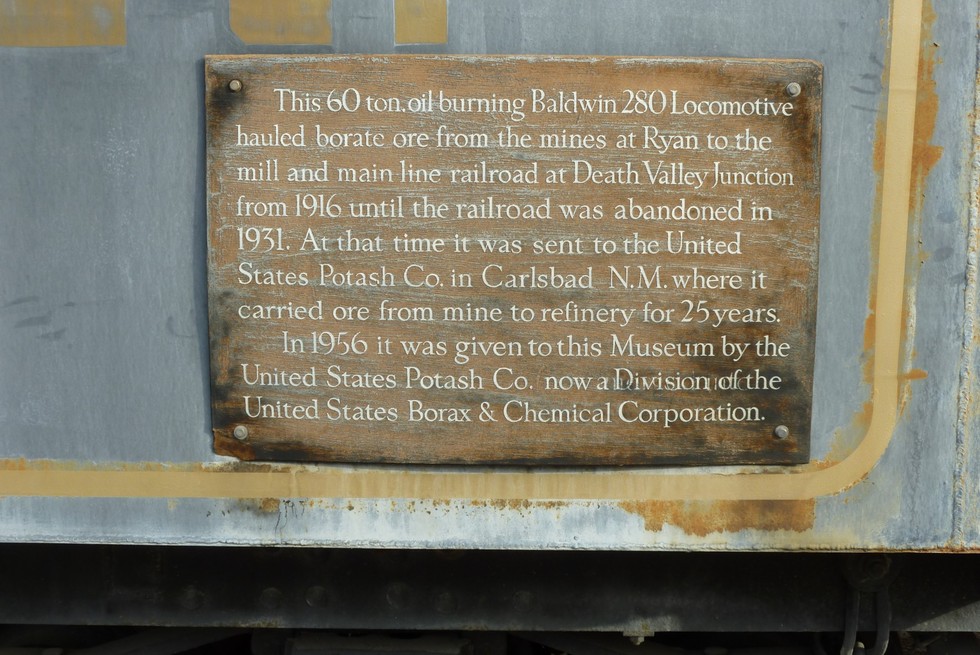 This 60 ton, oil burning Baldwin 280 Locomotive
hauled borate ore from the mines at Ryan to the
mill and main line railroad at Death Valley Junction
from 1916 until the railroad was abandoned in
1931. At that time it was sent to the United
States Potash Co. in Carlsbad N.M. where it
carried ore from mine to refinery for 25 years.
In 1956 it was given to this Museum by the
United States Potash Co. now a Division of the
United States Borax & Chemical Corporation.